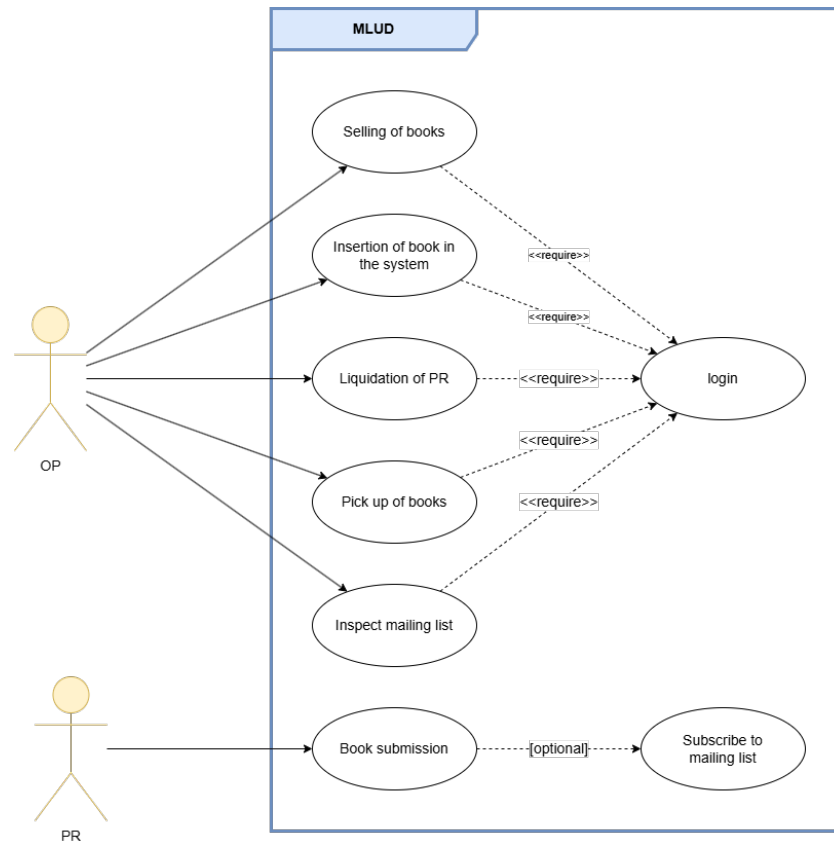 MLUD
Selling of books
<<require>>
Insertion of book in
the system
<<require>>
Liquidation of PR
<<require>>
login
OP
<<require>>
Pick up of books
<<require>>
Inspect mailing list
Book submission
[optional]
Subscribe to
mailing list
PR